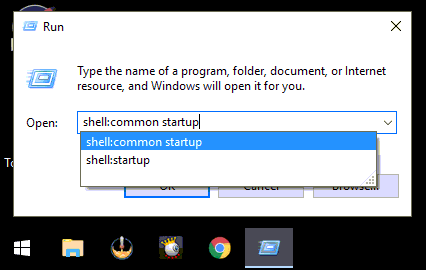 Run
Type the name of a program, folder, document, or Internet
resource, and Windows will open it for you.
Open:
shell:common startup
shell:common startup
shell:startup
OK
Cancel
Browse...